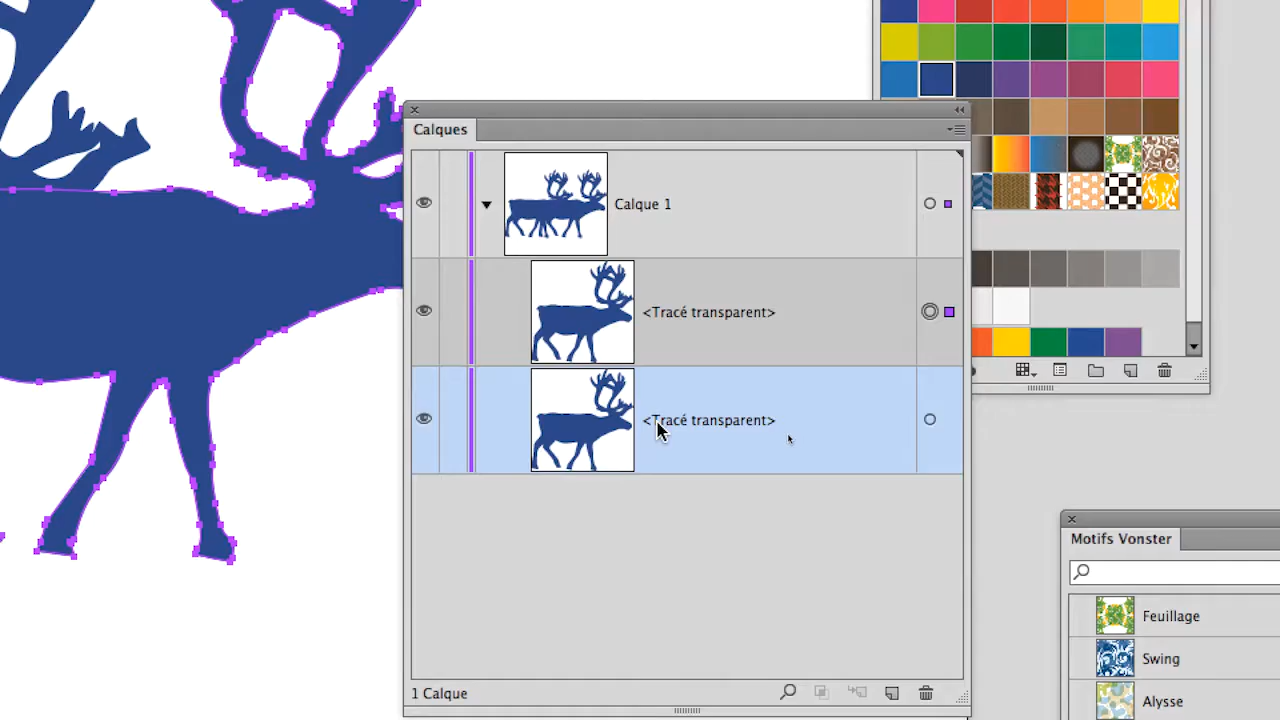 Calques
Calque 1
<Tracé transparent>
<Tracé transparent>
1 Calque
Motifs Vonster
Feuillage
Swing
Alysse